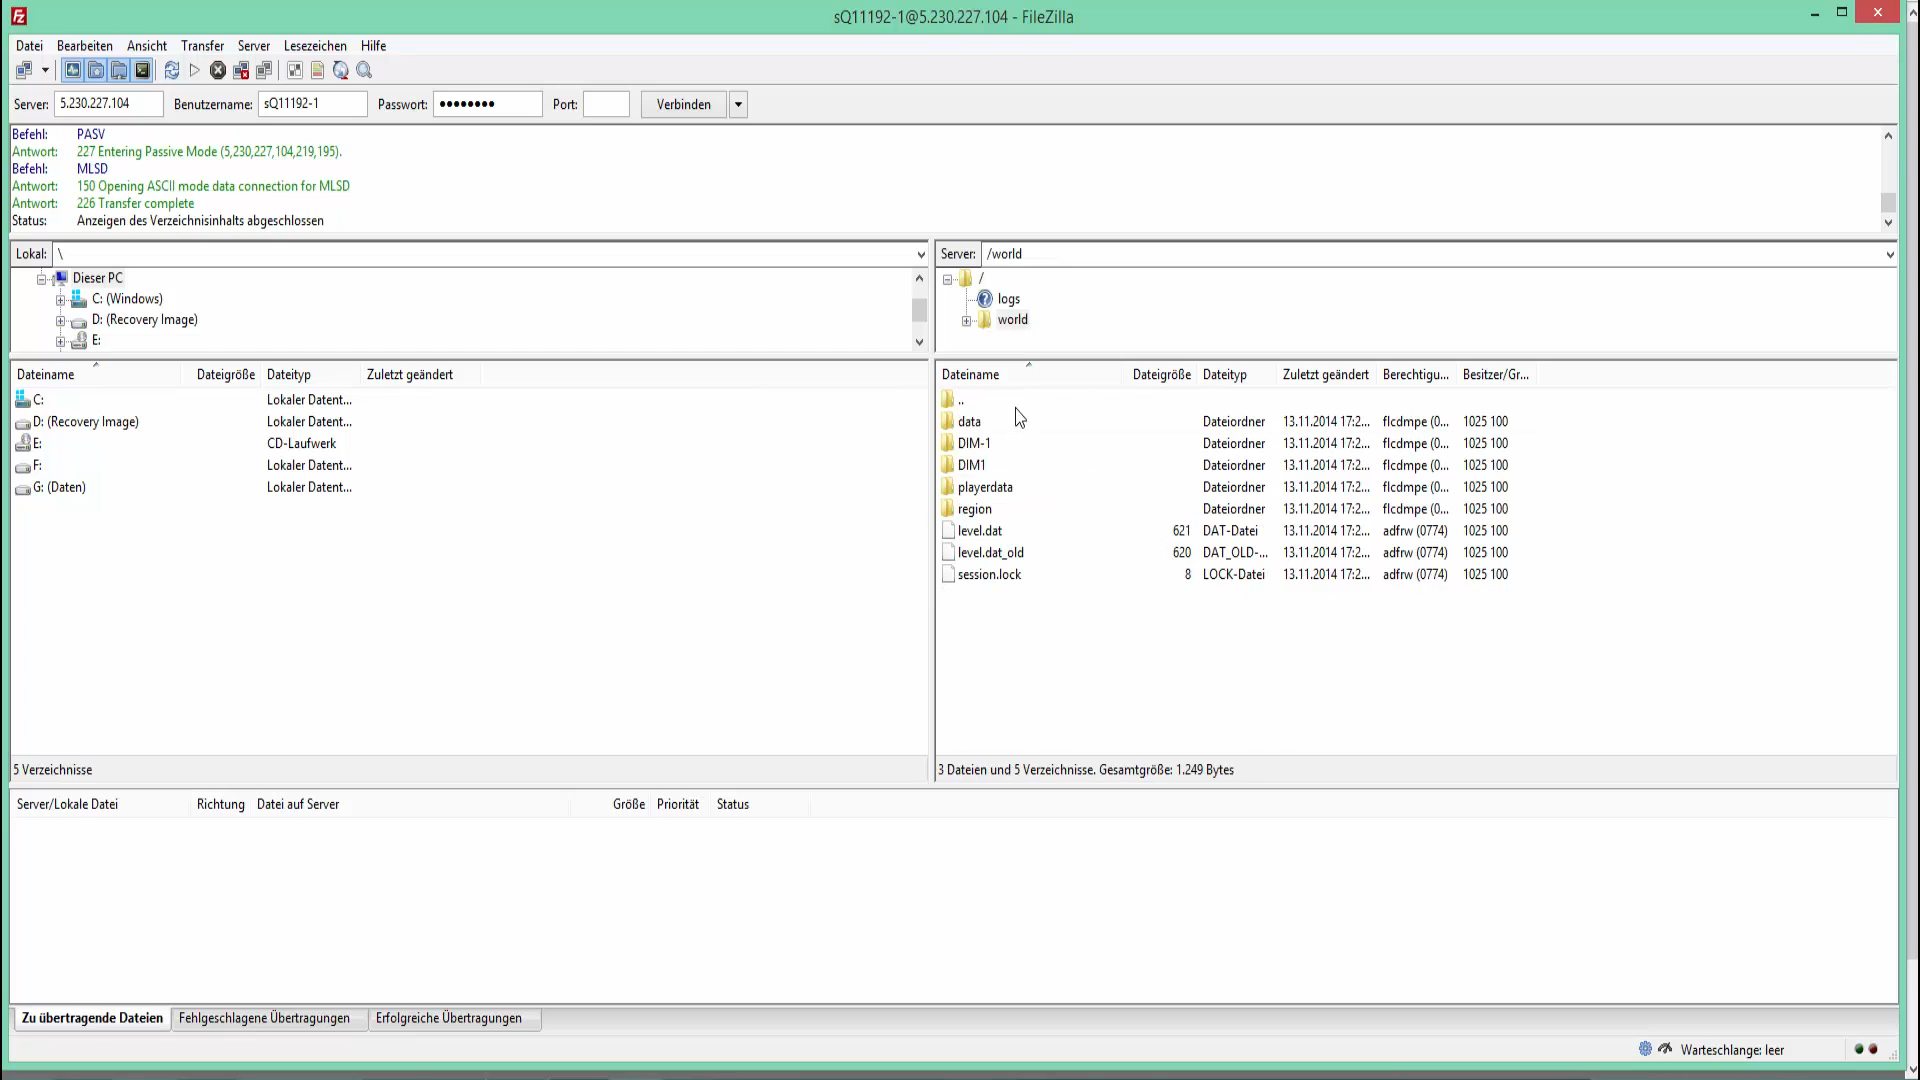 sQ11192-1@5.230.227.104 - FileZilla
Datei Bearbeiten Ansicht Transfer Server Lesezeichen Hilfe
Server: 5.230.227.104 Benutzername: sQ11192-1 Passwort: •••••••• Port: Verbinden
Befehl: PASV
Antwort: 227 Entering Passive Mode (5,230,227,104,219,195).
Befehl: MLSD
Antwort: 150 Opening ASCII mode data connection for MLSD
Antwort: 226 Transfer complete
Status: Anzeigen des Verzeichnisinhalts abgeschlossen
Lokal: \
Dieser PC
C: (Windows)
D: (Recovery Image)
E:
Server: /world
/
logs
world
Dateiname Dateigröße Dateityp Zuletzt geändert
C: Lokaler Datent...
D: (Recovery Image) Lokaler Datent...
E: CD-Laufwerk
F: Lokaler Datent...
G: (Daten) Lokaler Datent...
5 Verzeichnisse
Dateiname Dateigröße Dateityp Zuletzt geändert Berechtigu... Besitzer/Gr...
..
data Dateiordner 13.11.2014 17:2... flcdmpe (0... 1025 100
DIM-1 Dateiordner 13.11.2014 17:2... flcdmpe (0... 1025 100
DIM1 Dateiordner 13.11.2014 17:2... flcdmpe (0... 1025 100
playerdata Dateiordner 13.11.2014 17:2... flcdmpe (0... 1025 100
region Dateiordner 13.11.2014 17:2... flcdmpe (0... 1025 100
level.dat 621 DAT-Datei 13.11.2014 17:2... adfrw (0774) 1025 100
level.dat_old 620 DAT_OLD-... 13.11.2014 17:2... adfrw (0774) 1025 100
session.lock 8 LOCK-Datei 13.11.2014 17:2... adfrw (0774) 1025 100
3 Dateien und 5 Verzeichnisse. Gesamtgröße: 1.249 Bytes
Server/Lokale Datei Richtung Datei auf Server Größe Priorität Status
Zu übertragende Dateien Fehlgeschlagene Übertragungen Erfolgreiche Übertragungen
Warteschlange: leer